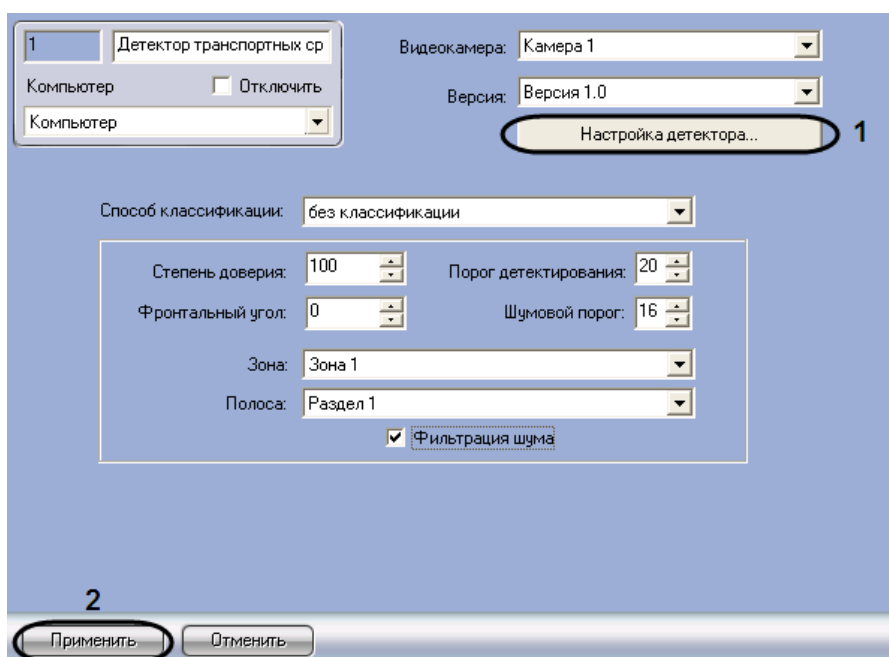 1
Детектор транспортных ср
Компьютер
Отключить
Компьютер
Видеокамера: Камера 1
Версия: Версия 1.0
Настройка детектора...
1
Способ классификации: без классификации
Степень доверия: 100
Порог детектирования: 20
Фронтальный угол: 0
Шумовой порог: 16
Зона: Зона 1
Полоса: Раздел 1
Фильтрация шума
2
Применить
Отменить